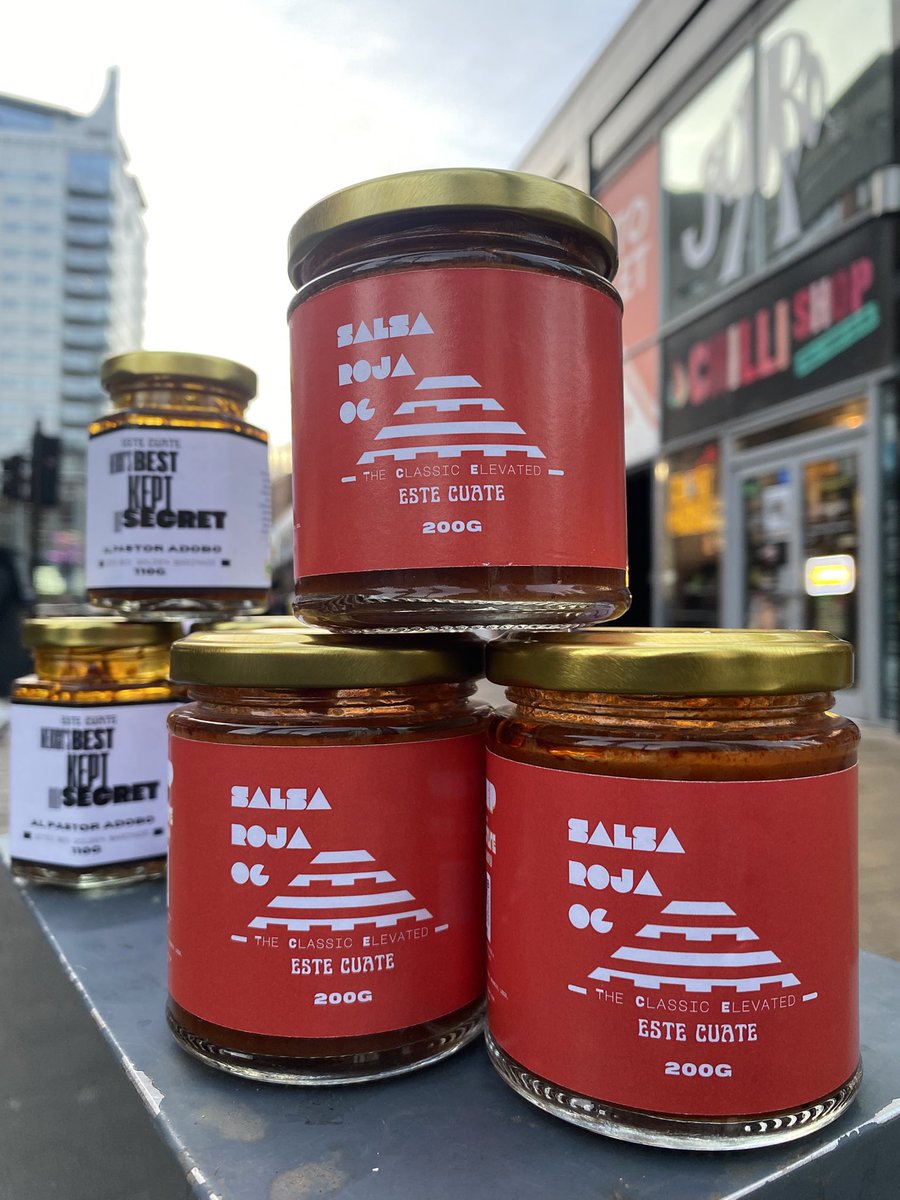 SALSA
ROJA
OG
THE CLASSIC ELEVATED
ESTE CUATE
200G
ESTE CUATE
BEST
KEPT
SECRET
AL PASTOR ADOBO
110G
CHILLI SHOP
ESTE CUATE
BEST
KEPT
SECRET
AL PASTOR ADOBO
110G
SALSA
ROJA
OG
THE CLASSIC ELEVATED
ESTE CUATE
200G
SALSA
ROJA
OG
THE CLASSIC ELEVATED
ESTE CUATE
200G